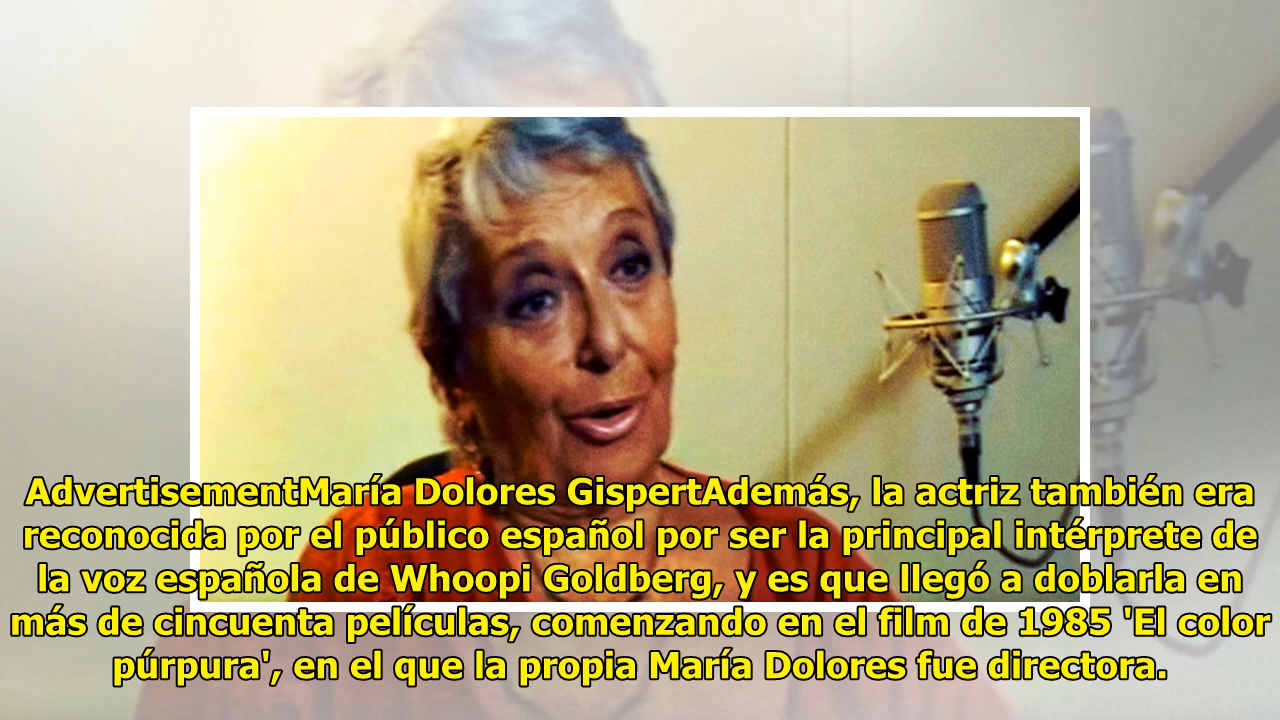 AdvertisementMaría Dolores GispertAdemás, la actriz también era
reconocida por el público español por ser la principal intérprete de
la voz española de Whoopi Goldberg, y es que llegó a doblarla en
más de cincuenta películas, comenzando en el film de 1985 'El color
púrpura', en el que la propia María Dolores fue directora.